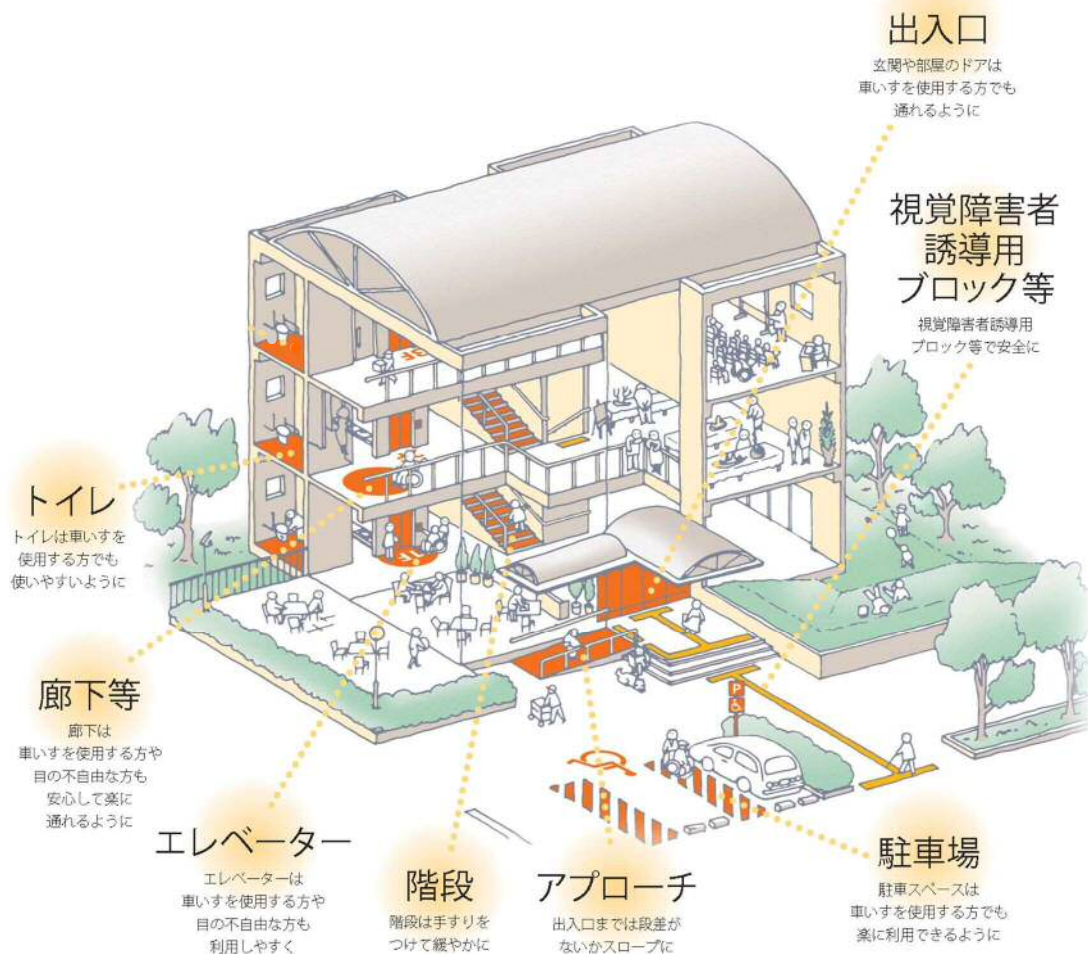 出入口
玄関や部屋のドアは
車いすを使用する方でも
通れるように
視覚障害者
誘導用
ブロック等
視覚障害者誘導用
ブロック等で安全に
3F
トイレ
トイレは車いすを
使用する方でも
使いやすいように
廊下等
廊下は
車いすを使用する方や
目の不自由な方も
安心して楽に
通れるように
P
エレベーター
エレベーターは
車いすを使用する方や
目の不自由な方も
利用しやすく
階段
階段は手すりを
つけて緩やかに
アプローチ
出入口までは段差が
ないかスロープに
駐車場
駐車スペースは
車いすを使用する方でも
楽に利用できるように